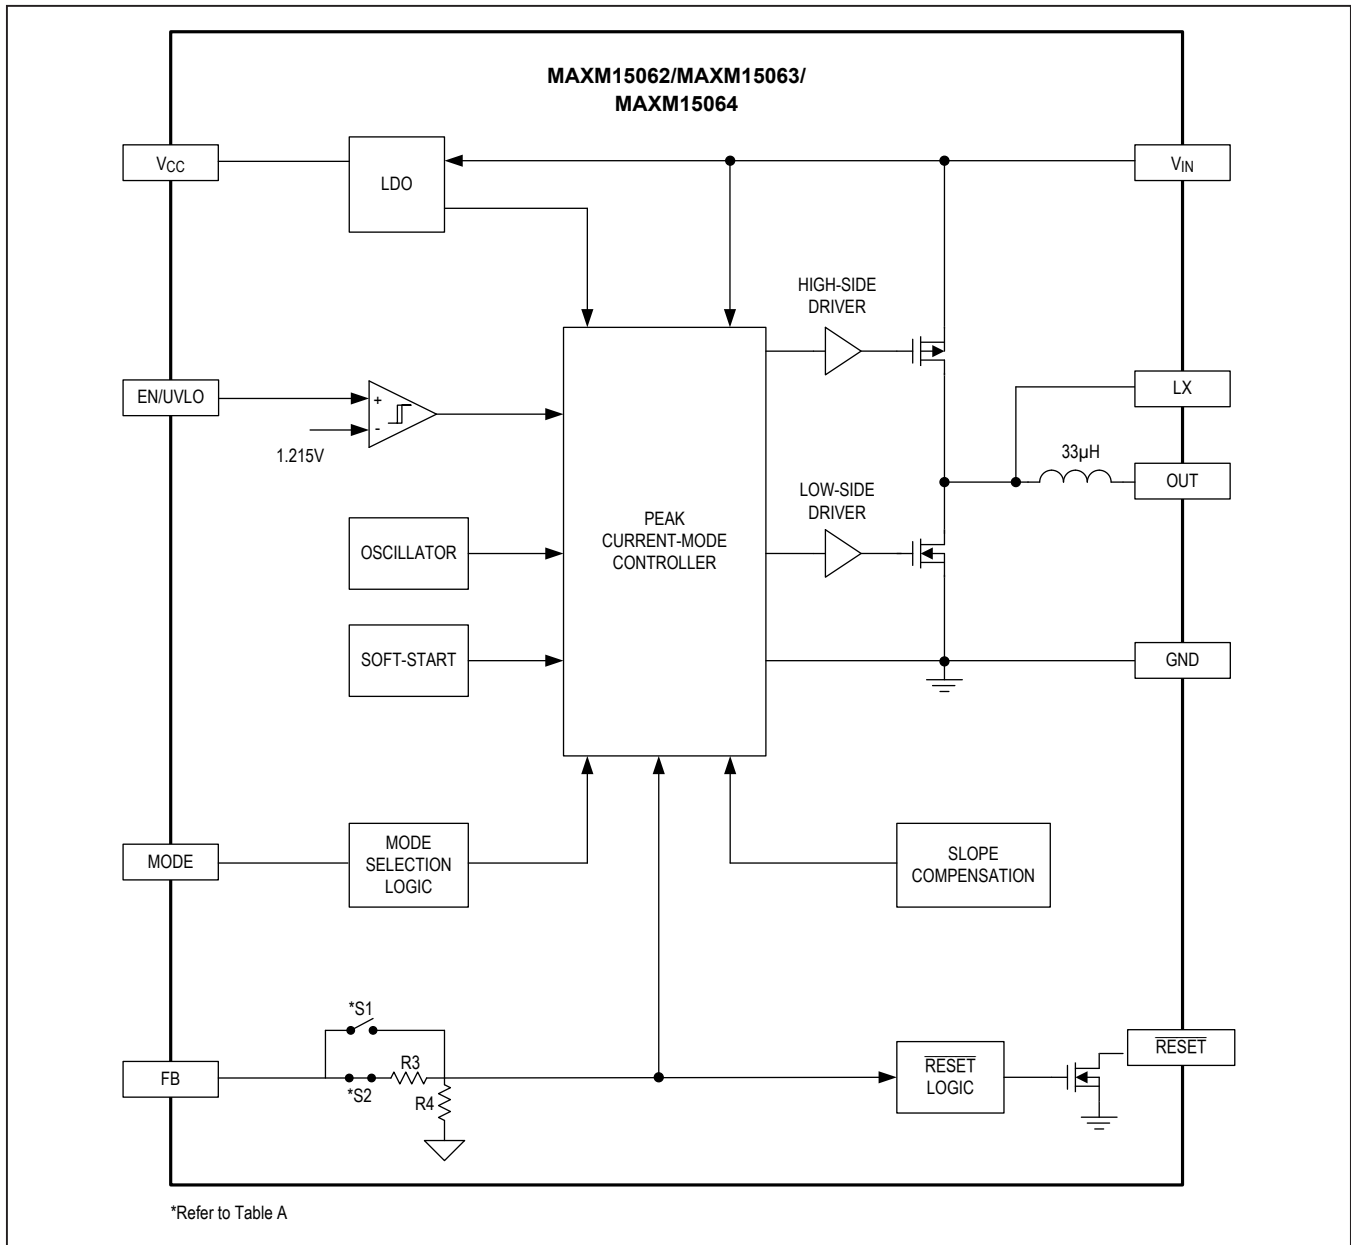 MAXM15062/MAXM15063/
MAXM15064
VCC
LDO
VIN
HIGH-SIDE
DRIVER
EN/UVLO
+
-
1.215V
LX
33µH
OUT
LOW-SIDE
DRIVER
PEAK
CURRENT-MODE
CONTROLLER
OSCILLATOR
SOFT-START
GND
MODE
MODE
SELECTION
LOGIC
SLOPE
COMPENSATION
*S1
FB
*S2
R3
R4
RESET
LOGIC
RESET
*Refer to Table A